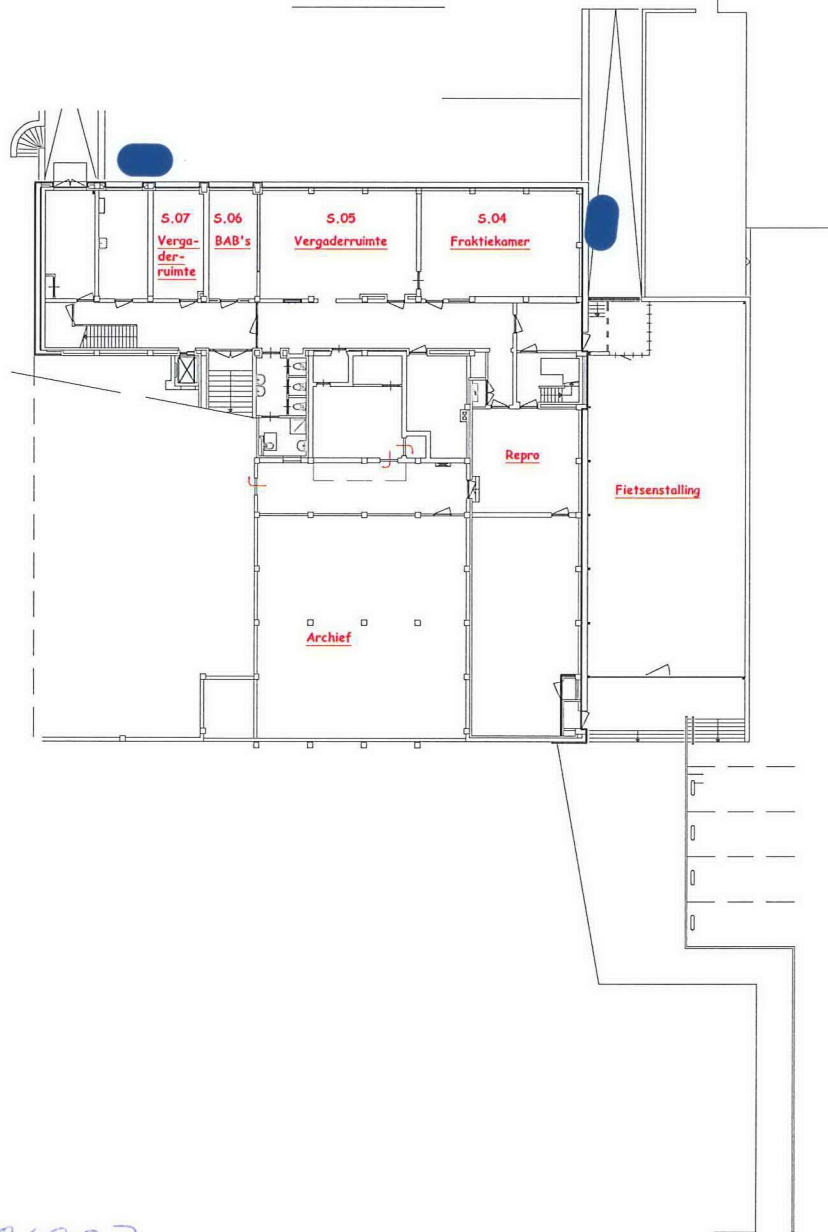 S.07
Verga-
der-
ruimte
S.06
BAB's
S.05
Vergaderruimte
S.04
Fraktiekamer
Repro
Fietsenstalling
Archief